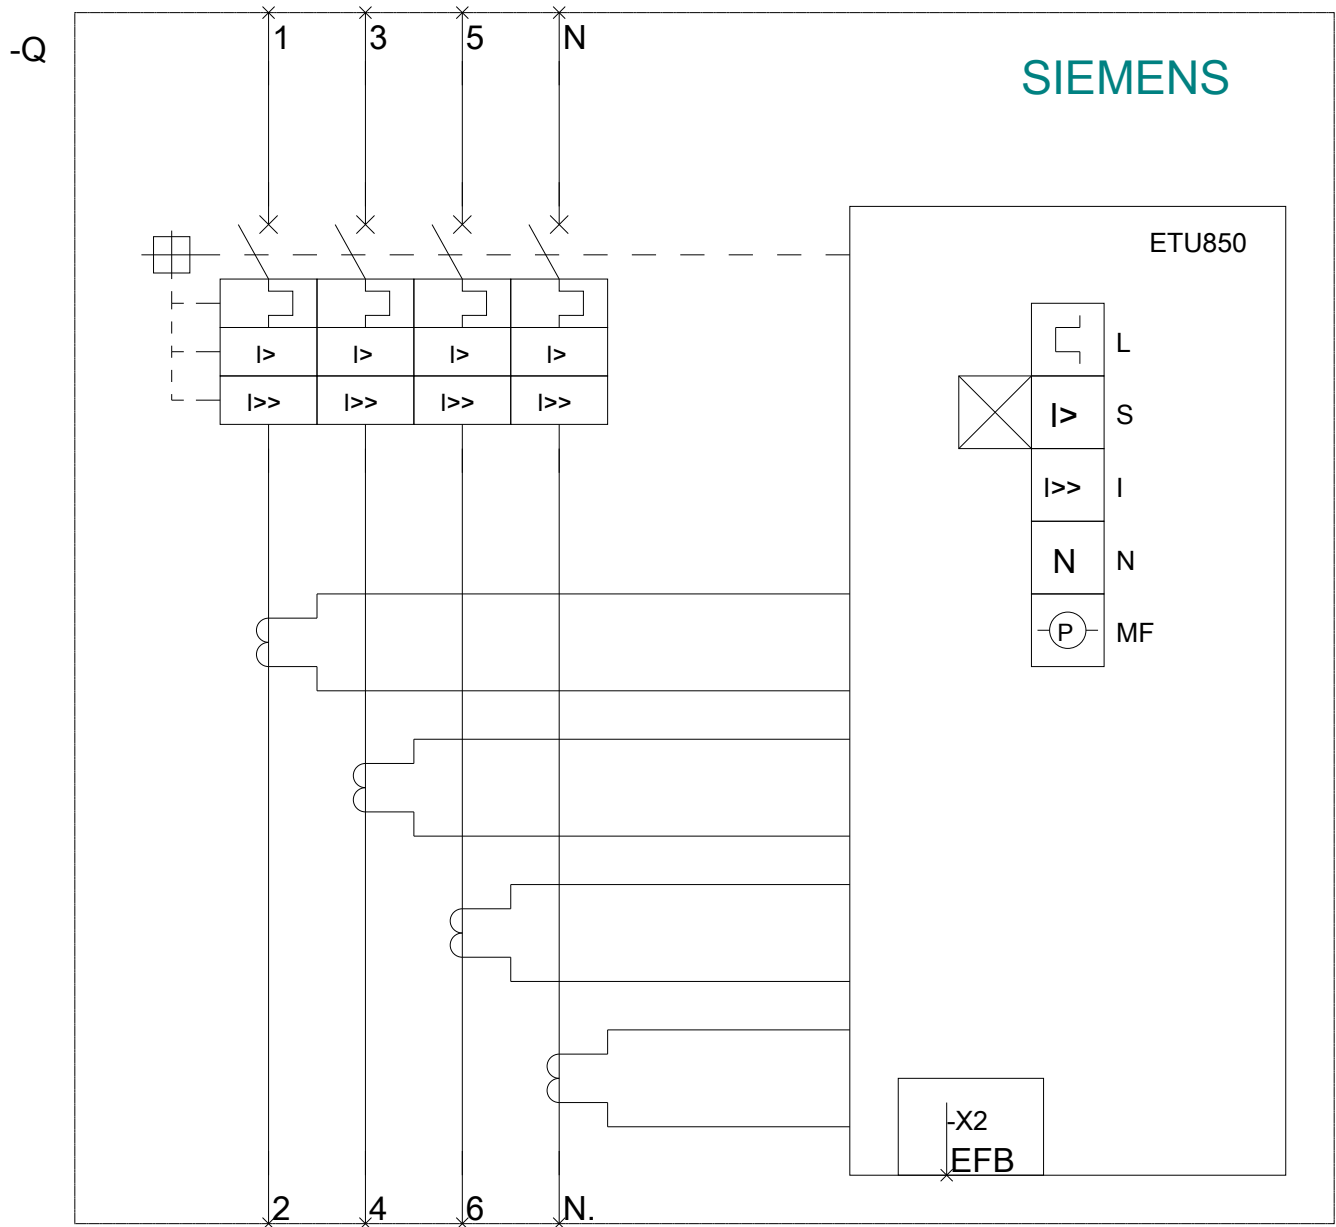 1 3 5 N
-Q
SIEMENS
ETU850
I> I> I> I>
I>> I>> I>> I>>
L
I> S
I>> I
N N
P MF
-X2
EFB
2 4 6 N.